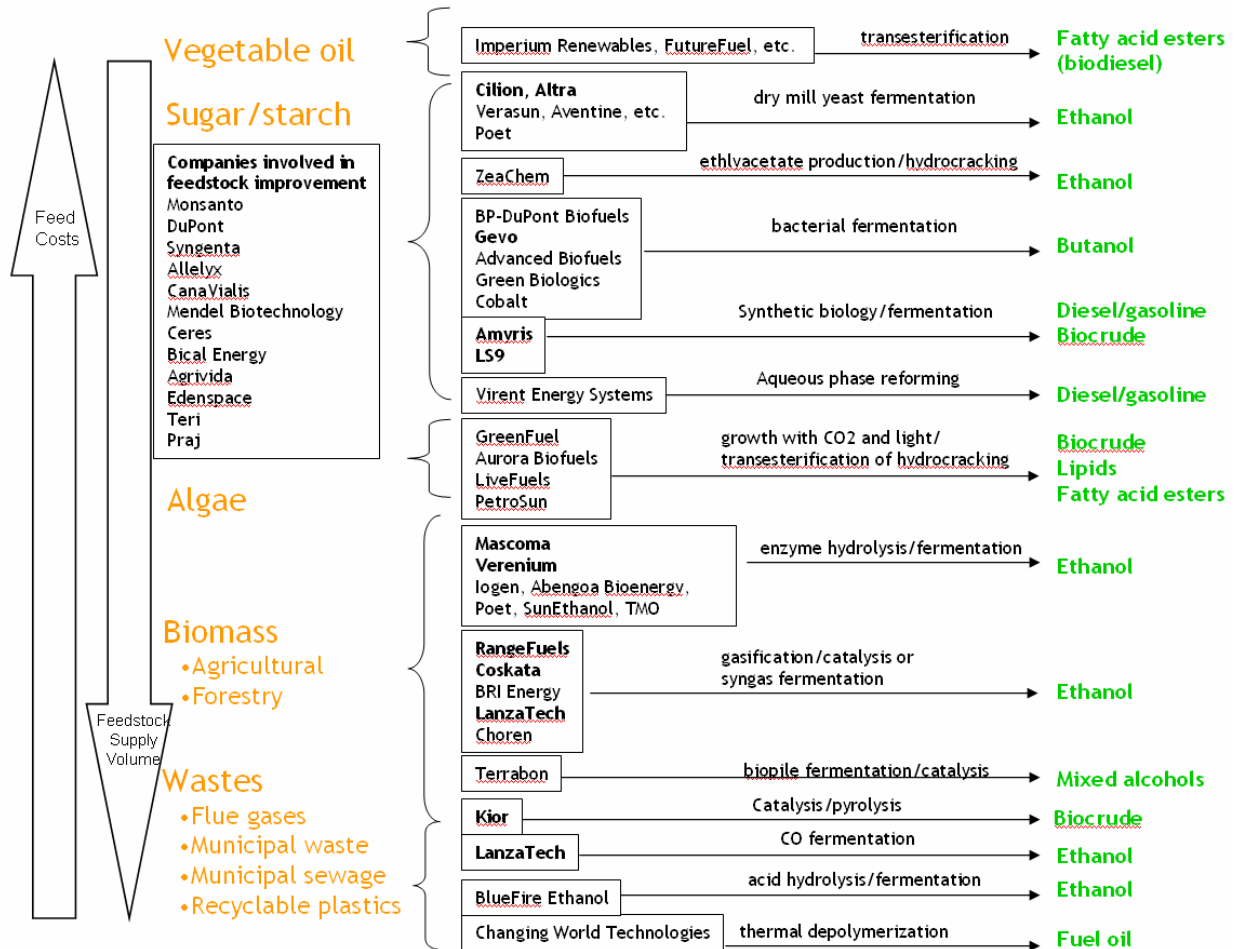 Vegetable oil
Imperium Renewables, FutureFuel, etc.
transesterification
Fatty acid esters
(biodiesel)
Sugar/starch
Cilion, Altra
Verasun, Aventine, etc.
Poet
dry mill yeast fermentation
Ethanol
Companies involved in
feedstock improvement
Monsanto
DuPont
Syngenta
Allelyx
CanaVialis
Mendel Biotechnology
Ceres
Bical Energy
Agrivida
Edenspace
Teri
Praj
Feed
Costs
ZeaChem
ethlvacetate production/hydrocracking
Ethanol
BP-DuPont Biofuels
Gevo
Advanced Biofuels
Green Biologics
Cobalt
bacterial fermentation
Butanol
Amyris
LS9
Synthetic biology/fermentation
Diesel/gasoline
Biocrude
Virent Energy Systems
Aqueous phase reforming
Diesel/gasoline
Algae
GreenFuel
Aurora Biofuels
LiveFuels
PetroSun
growth with CO2 and light/
transesterification of hydrocracking
Biocrude
Lipids
Fatty acid esters
Mascoma
Verenium
Iogen, Abengoa Bioenergy,
Poet, SunEthanol, TMO
enzyme hydrolysis/fermentation
Ethanol
Biomass
•Agricultural
•Forestry
RangeFuels
Coskata
BRI Energy
LanzaTech
Choren
gasification/catalysis or
syngas fermentation
Ethanol
Feedstock
Supply
Volume
Wastes
•Flue gases
•Municipal waste
•Municipal sewage
•Recyclable plastics
Terrabon
biopile fermentation/catalysis
Mixed alcohols
Kior
Catalysis/pyrolysis
Biocrude
LanzaTech
CO fermentation
Ethanol
BlueFire Ethanol
acid hydrolysis/fermentation
Ethanol
Changing World Technologies
thermal depolymerization
Fuel oil